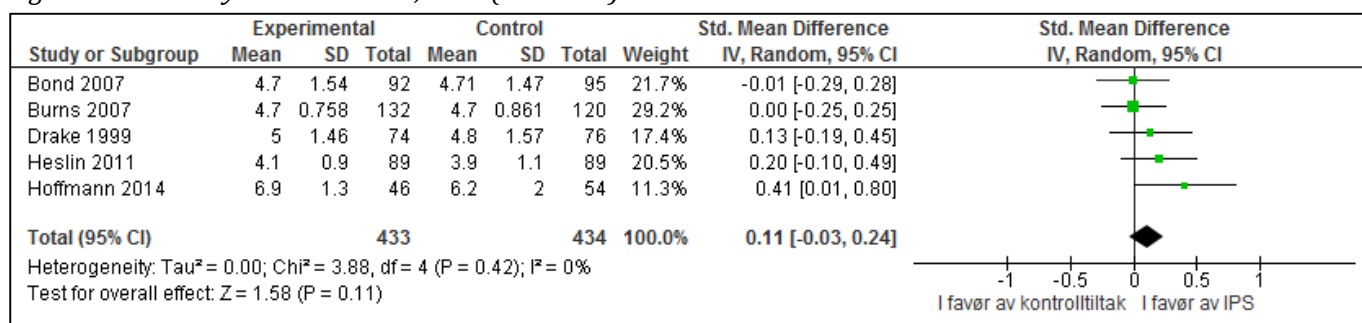 Experimental Control Std. Mean Difference Std. Mean Difference
Study or Subgroup Mean SD Total Mean SD Total Weight IV, Random, 95% CI IV, Random, 95% CI
Bond 2007 4.7 1.54 92 4.71 1.47 95 21.7% -0.01 [-0.29, 0.28]
Burns 2007 4.7 0.758 132 4.7 0.861 120 29.2% 0.00 [-0.25, 0.25]
Drake 1999 5 1.46 74 4.8 1.57 76 17.4% 0.13 [-0.19, 0.45]
Heslin 2011 4.1 0.9 89 3.9 1.1 89 20.5% 0.20 [-0.10, 0.49]
Hoffmann 2014 6.9 1.3 46 6.2 2 54 11.3% 0.41 [0.01, 0.80]
Total (95% CI) 433 434 100.0% 0.11 [-0.03, 0.24]
Heterogeneity: Tau² = 0.00; Chi² = 3.88, df = 4 (P = 0.42); I² = 0%
Test for overall effect: Z = 1.58 (P = 0.11)
-1 -0.5 0 0.5 1
I favør av kontrolltiltak I favør av IPS